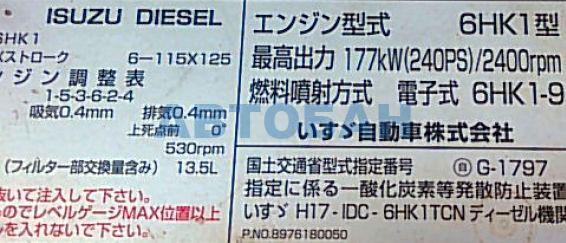 ISUZU DIESEL
6HK1
×ストローク 6-115X125
ンジン調整表
1-5-3-6-2-4
吸気0.4mm 排気0.4mm
上死点前 0°
530rpm
(フィルター部交換量含み) 13.5L
抜いて注入して下さい。
るのでレベルゲージMAX位置以上
を入れないで下さい。
エンジン型式 6HK1型
最高出力 177kW(240PS)/2400rpm
燃料噴射方式 電子式 6HK1-9
いすゞ自動車株式会社
国土交通省型式指定番号 G-1797
指定に係る一酸化炭素等発散防止装置
いすゞ H17-IDC-6HK1TCN ディーゼル機関
P.NO.8976180050
АВТОБАН